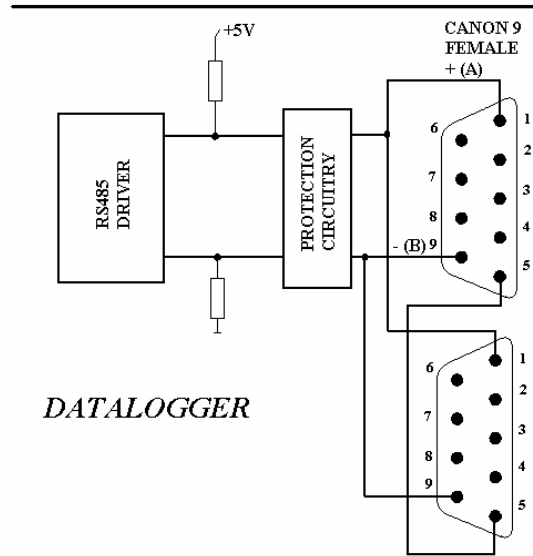 +5V
CANON 9
FEMALE
+ (A)
RS485
DRIVER
PROTECTION
CIRCUITRY
1
6
2
7
3
8
4
- (B)
9
5
1
6
2
7
3
8
4
9
5
DATALOGGER